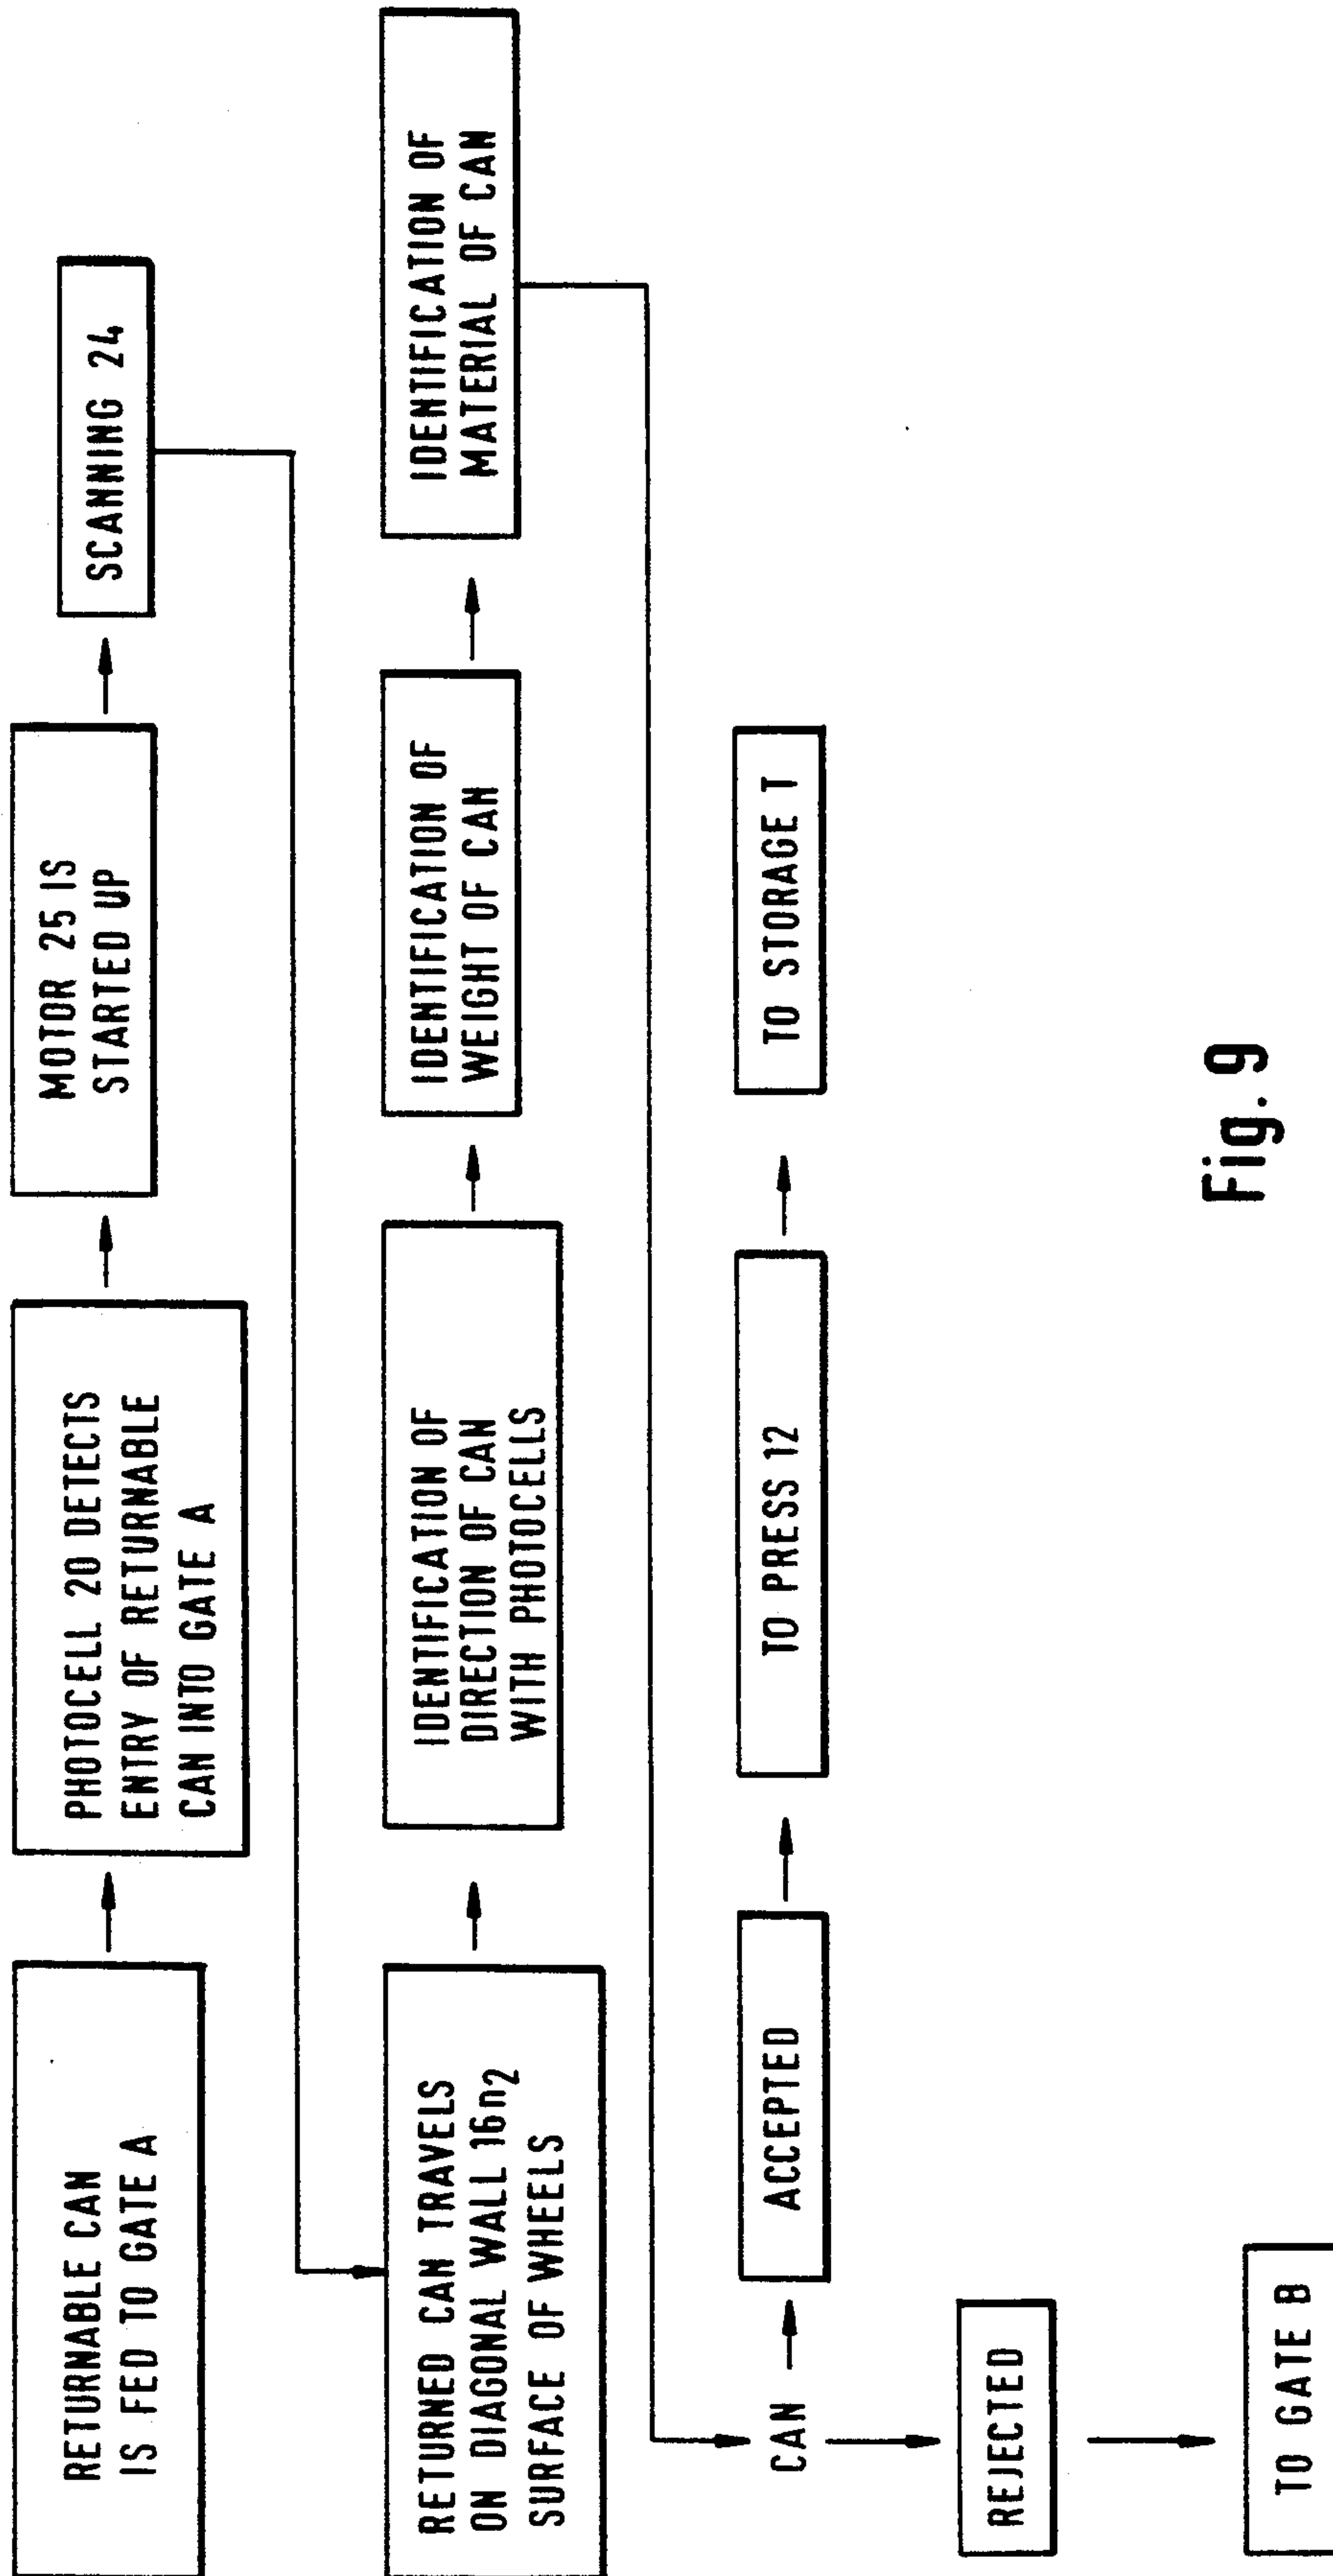 RETURNABLE CAN
IS FED TO GATE A
PHOTOCELL 20 DETECTS
ENTRY OF RETURNABLE
CAN INTO GATE A
MOTOR 25 IS
STARTED UP
SCANNING 24
RETURNED CAN TRAVELS
ON DIAGONAL WALL 16n₂
SURFACE OF WHEELS
IDENTIFICATION OF
DIRECTION OF CAN
WITH PHOTOCELLS
IDENTIFICATION OF
WEIGHT OF CAN
IDENTIFICATION OF
MATERIAL OF CAN
CAN
ACCEPTED
TO PRESS 12
TO STORAGE T
REJECTED
TO GATE B
Fig. 9